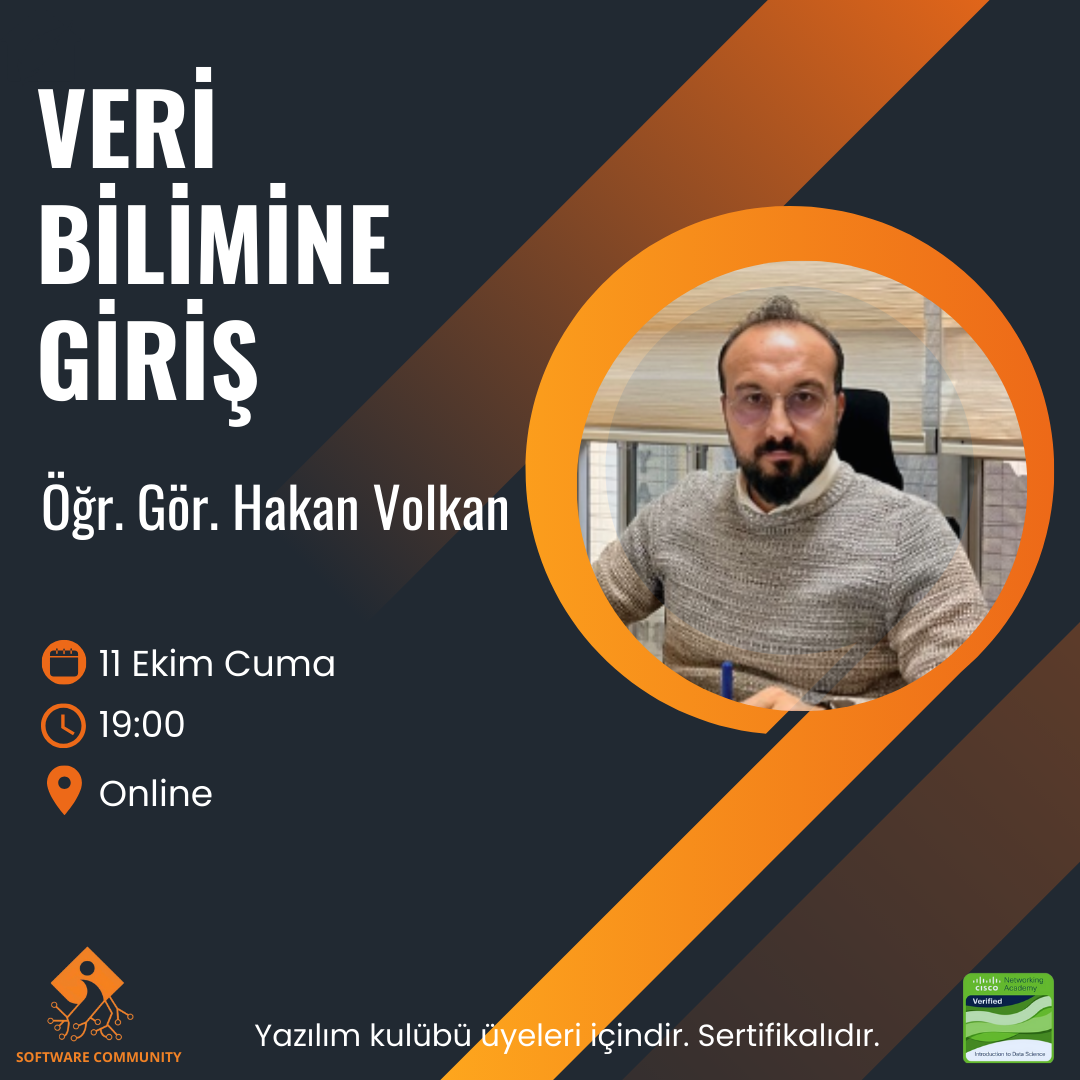 VERİ
BİLİMİNE
GİRİŞ
Öğr. Gör. Hakan Volkan
11 Ekim Cuma
19:00
Online
SOFTWARE COMMUNITY
Yazılım kulübü üyeleri içindir. Sertifikalıdır.
CISCO Networking
Academy
Verified
Introduction to Data Science